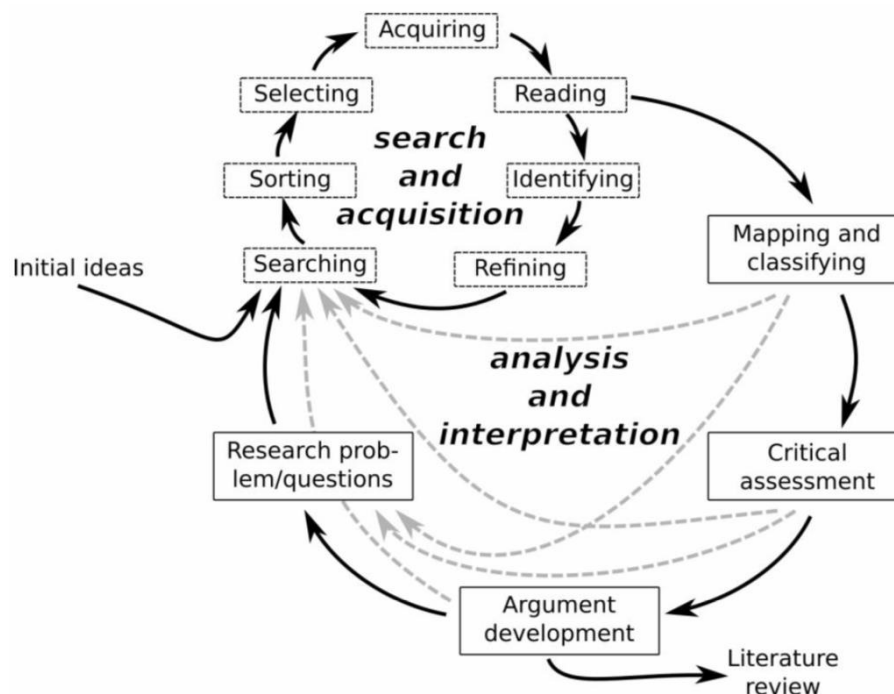 Acquiring
Selecting
Reading
search
and
acquisition
Sorting
Identifying
Searching
Refining
Initial ideas
Mapping and
classifying
analysis
and
interpretation
Research prob-
lem/questions
Critical
assessment
Argument
development
Literature
review